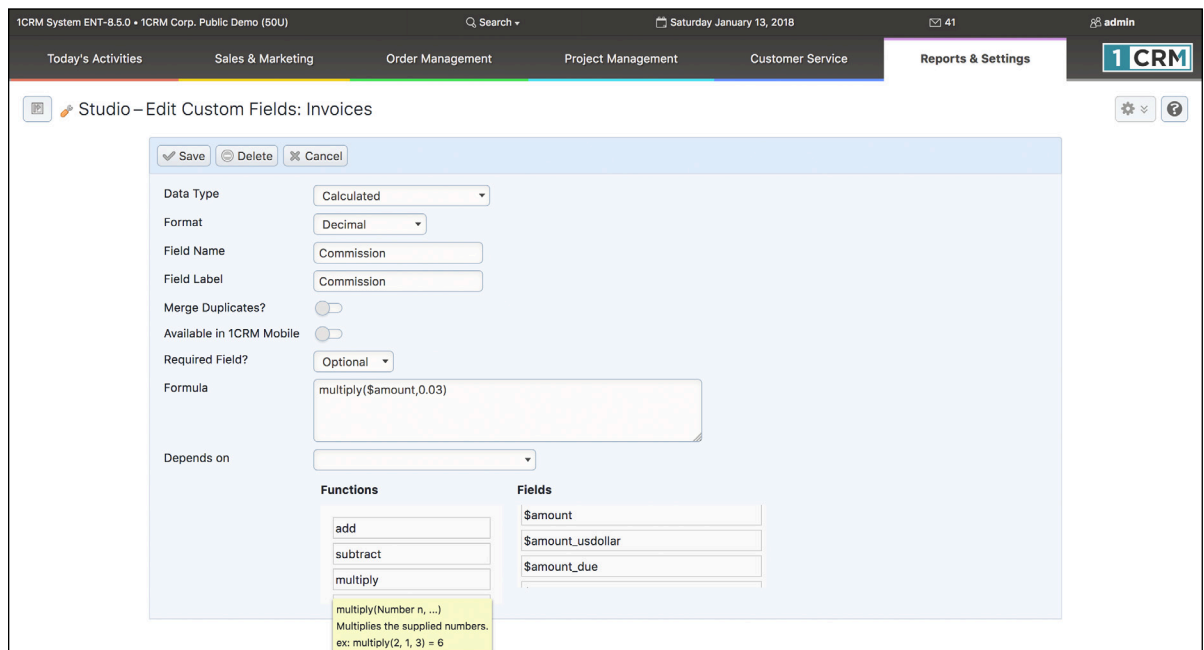 1CRM System ENT-8.5.0 • 1CRM Corp. Public Demo (50U) Search Saturday January 13, 2018 41 admin
Today's Activities Sales & Marketing Order Management Project Management Customer Service Reports & Settings 1 CRM
Studio – Edit Custom Fields: Invoices ?
Save Delete Cancel
Data Type Calculated
Format Decimal
Field Name Commission
Field Label Commission
Merge Duplicates?
Available in 1CRM Mobile
Required Field? Optional
Formula multiply($amount,0.03)
Depends on
Functions Fields
$amount
add
$amount_usdollar
subtract
$amount_due
multiply
multiply(Number n, ...)
Multiplies the supplied numbers.
ex: multiply(2, 1, 3) = 6